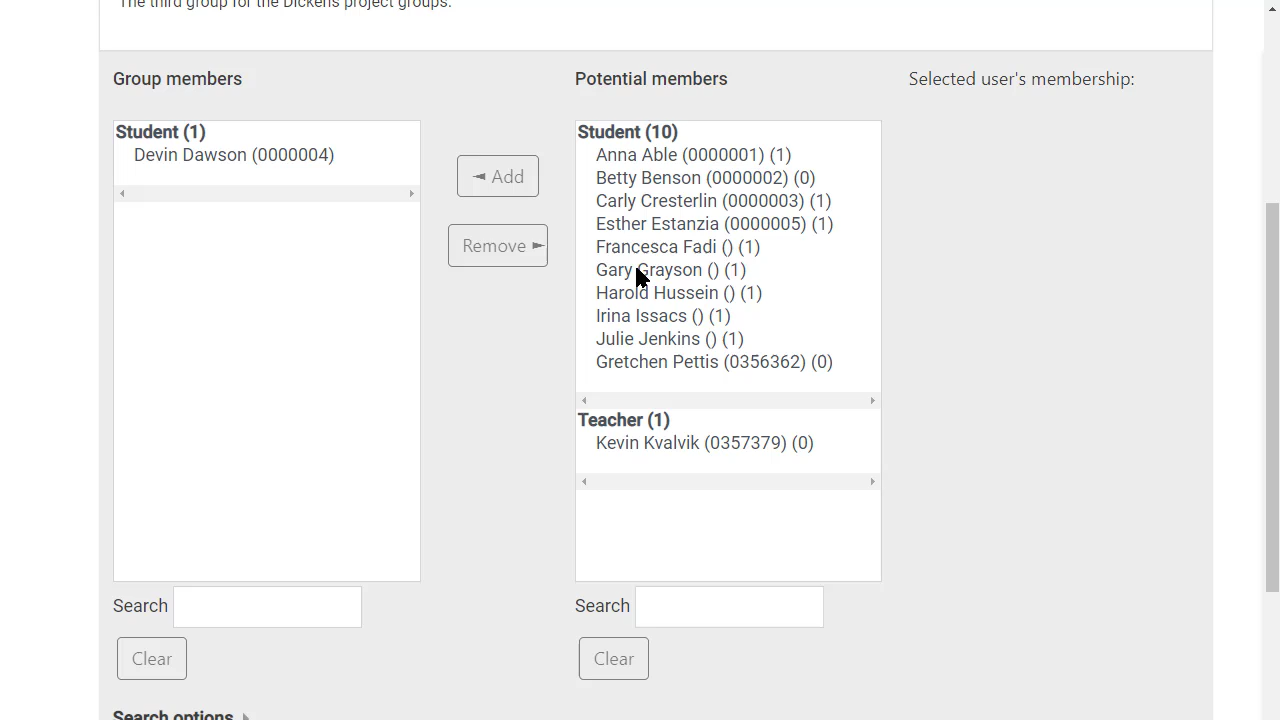 The third group for the Dickens project groups.
Group members
Potential members
Selected user's membership:
Student (1)
Devin Dawson (0000004)
◄ Add
Remove ►
Student (10)
Anna Able (0000001) (1)
Betty Benson (0000002) (0)
Carly Cresterlin (0000003) (1)
Esther Estanzia (0000005) (1)
Francesca Fadi () (1)
Gary Grayson () (1)
Harold Hussein () (1)
Irina Issacs () (1)
Julie Jenkins () (1)
Gretchen Pettis (0356362) (0)
Teacher (1)
Kevin Kvalvik (0357379) (0)
Search
Search
Clear
Clear
Search options